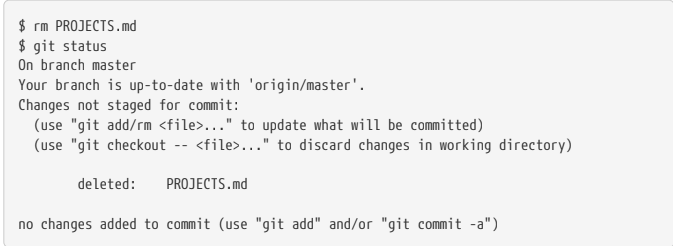 $ rm PROJECTS.md
$ git status
On branch master
Your branch is up-to-date with 'origin/master'.
Changes not staged for commit:
  (use "git add/rm <file>..." to update what will be committed)
  (use "git checkout -- <file>..." to discard changes in working directory)

        deleted:    PROJECTS.md

no changes added to commit (use "git add" and/or "git commit -a")